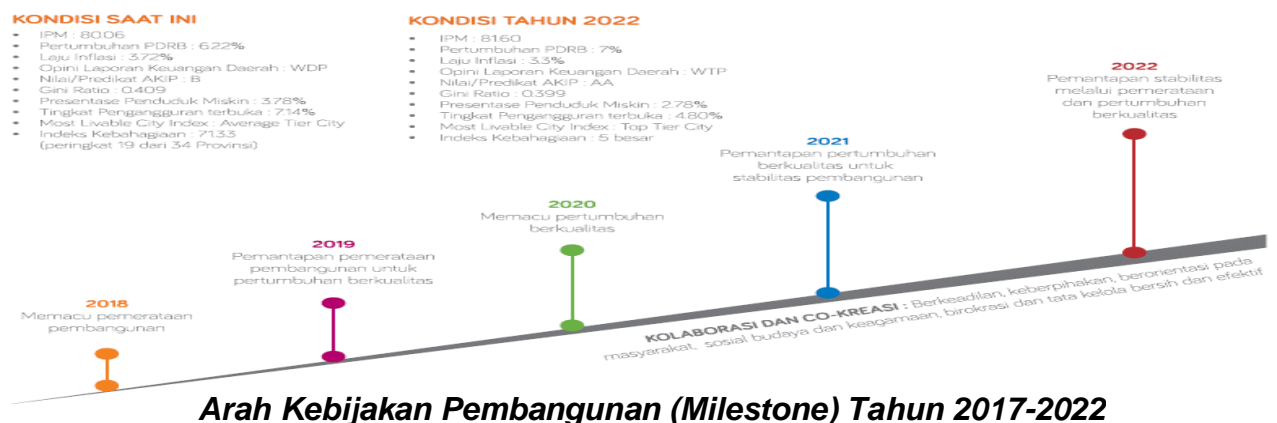 KONDISI SAAT INI
• IPM : 80.06
• Pertumbuhan PDRB : 6.22%
• Laju Inflasi : 3.72%
• Opini Laporan Keuangan Daerah : WDP
• Nilai/Predikat AKIP : B
• Gini Ratio : 0.409
• Presentase Penduduk Miskin : 3.78%
• Tingkat Pengangguran terbuka : 7.14%
• Most Livable City Index : Average Tier City
• Indeks Kebahagiaan : 71.33
(peringkat 19 dari 34 Provinsi)
KONDISI TAHUN 2022
• IPM : 81.60
• Pertumbuhan PDRB : 7%
• Laju Inflasi : 3.3%
• Opini Laporan Keuangan Daerah : WTP
• Nilai/Predikat AKIP : AA
• Gini Ratio : 0.399
• Presentase Penduduk Miskin : 2.78%
• Tingkat Pengangguran terbuka : 4.80%
• Most Livable City Index : Top Tier City
• Indeks Kebahagiaan : 5 besar
2018
Memacu pemerataan
pembangunan
2019
Pemantapan pemerataan
pembangunan untuk
pertumbuhan berkualitas
2020
Memacu pertumbuhan
berkualitas
2021
Pemantapan pertumbuhan
berkualitas untuk
stabilitas pembangunan
2022
Pemantapan stabilitas
melalui pemerataan
dan pertumbuhan
berkualitas
KOLABORASI DAN CO-KREASI : Berkeadilan, keberpihakan, berorientasi pada
masyarakat, sosial budaya dan keagamaan, birokrasi dan tata kelola bersih dan efektif
Arah Kebijakan Pembangunan (Milestone) Tahun 2017-2022